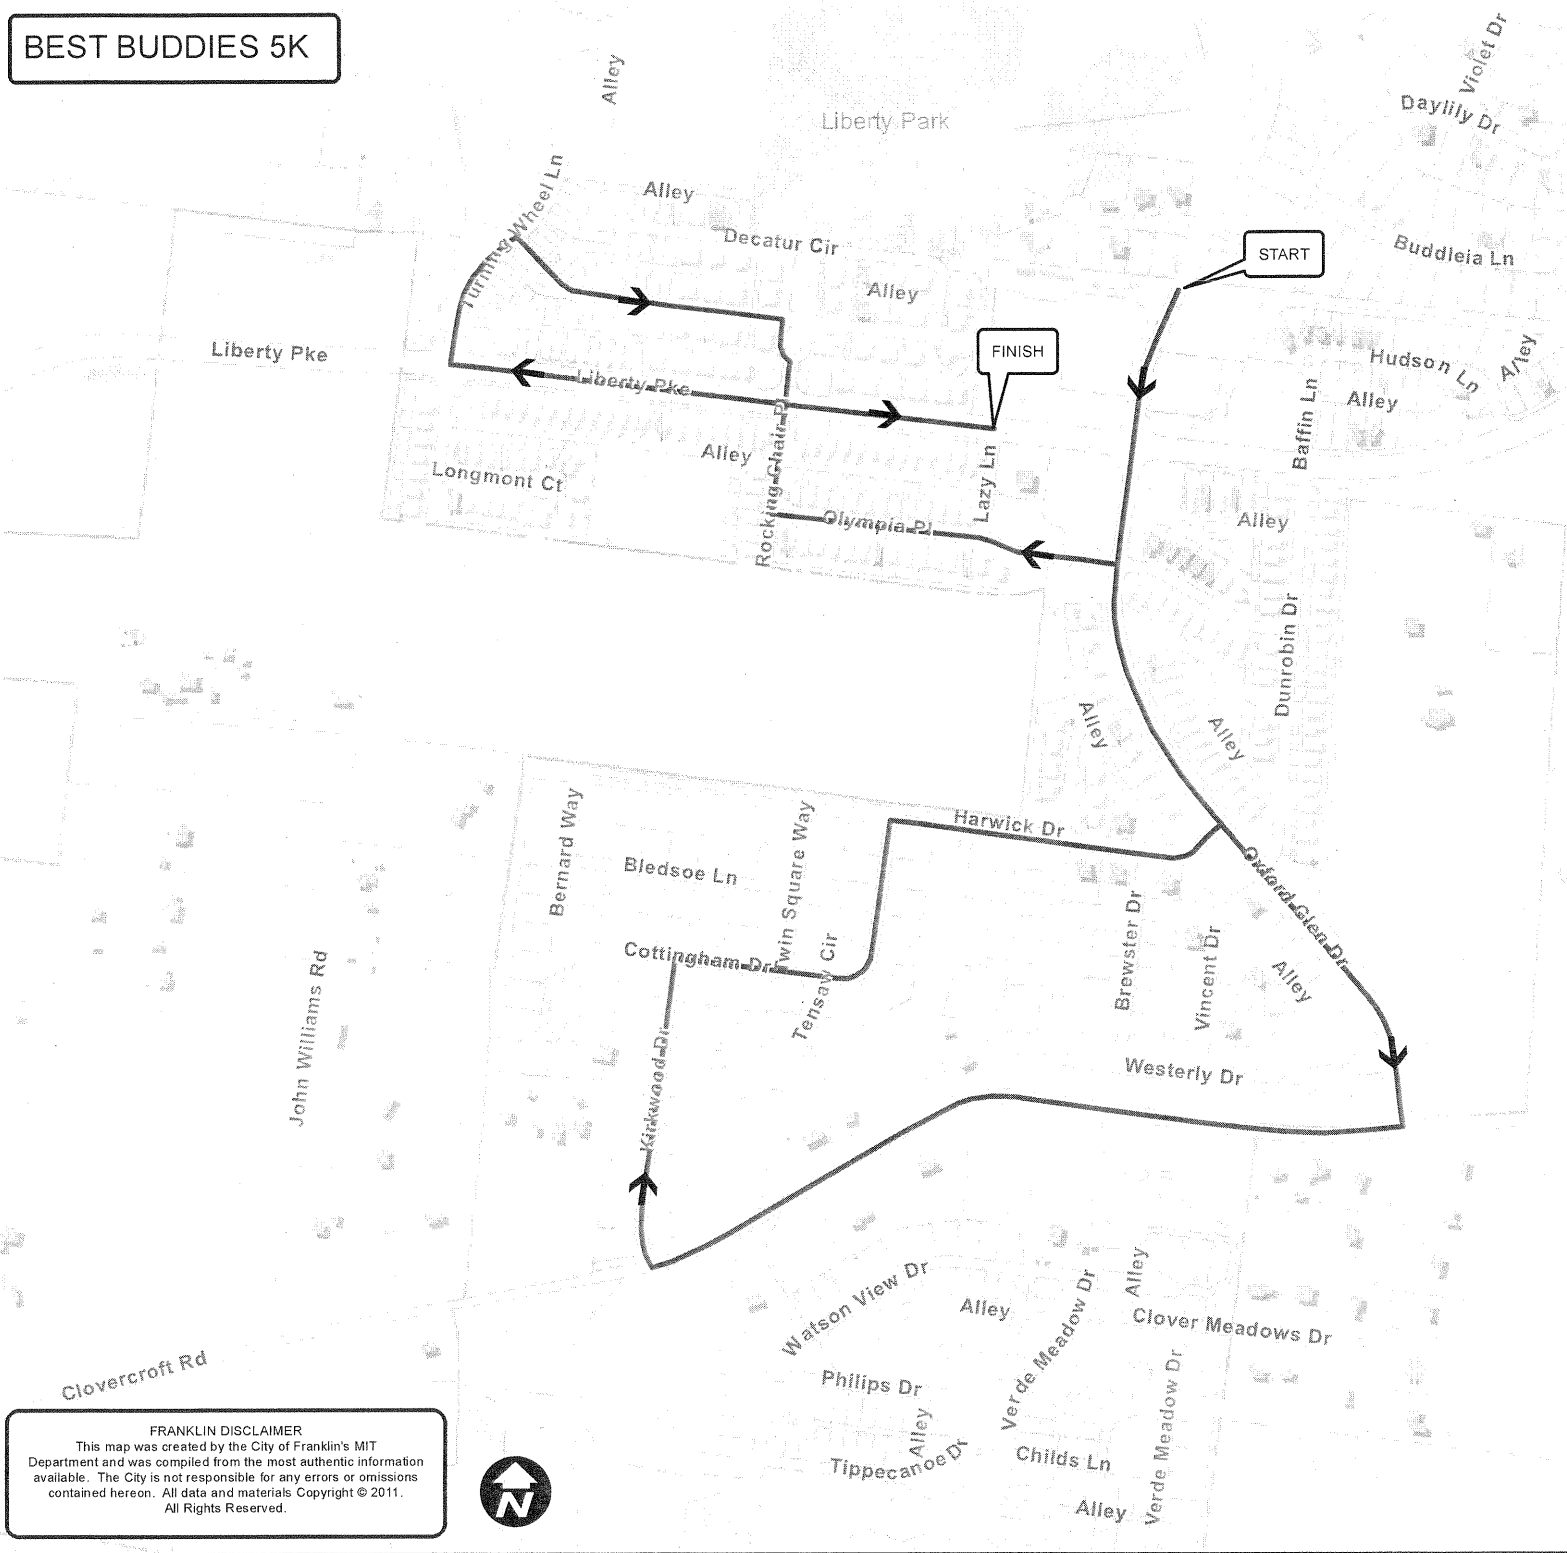 BEST BUDDIES 5K
Alley
Violet Dr
Daylily Dr
Liberty Park
Turning Wheel Ln
Alley
Decatur Cir
Buddleia Ln
START
Alley
Liberty Pke
Liberty Pke
FINISH
Hudson Ln
Alley
Alley
Baffin Ln
Rocking Chair Pl
Alley
Longmont Ct
Lazy Ln
Olympia Pl
Alley
Dunrobin Dr
Alley
Alley
Bernard Way
Twin Square Way
Harwick Dr
Bledsoe Ln
Oxford Glen Dr
Cottingham Dr
Tensaw Cir
Brewster Dr
Vincent Dr
Alley
John Williams Rd
Kirkwood Dr
Westerly Dr
Watson View Dr
Alley
Verde Meadow Dr
Alley
Clover Meadows Dr
Clovercroft Rd
Philips Dr
Alley
Tippecanoe Dr
Childs Ln
Verde Meadow Dr
Alley
FRANKLIN DISCLAIMER
This map was created by the City of Franklin's MIT
Department and was compiled from the most authentic information
available. The City is not responsible for any errors or omissions
contained hereon. All data and materials Copyright © 2011.
All Rights Reserved.
N